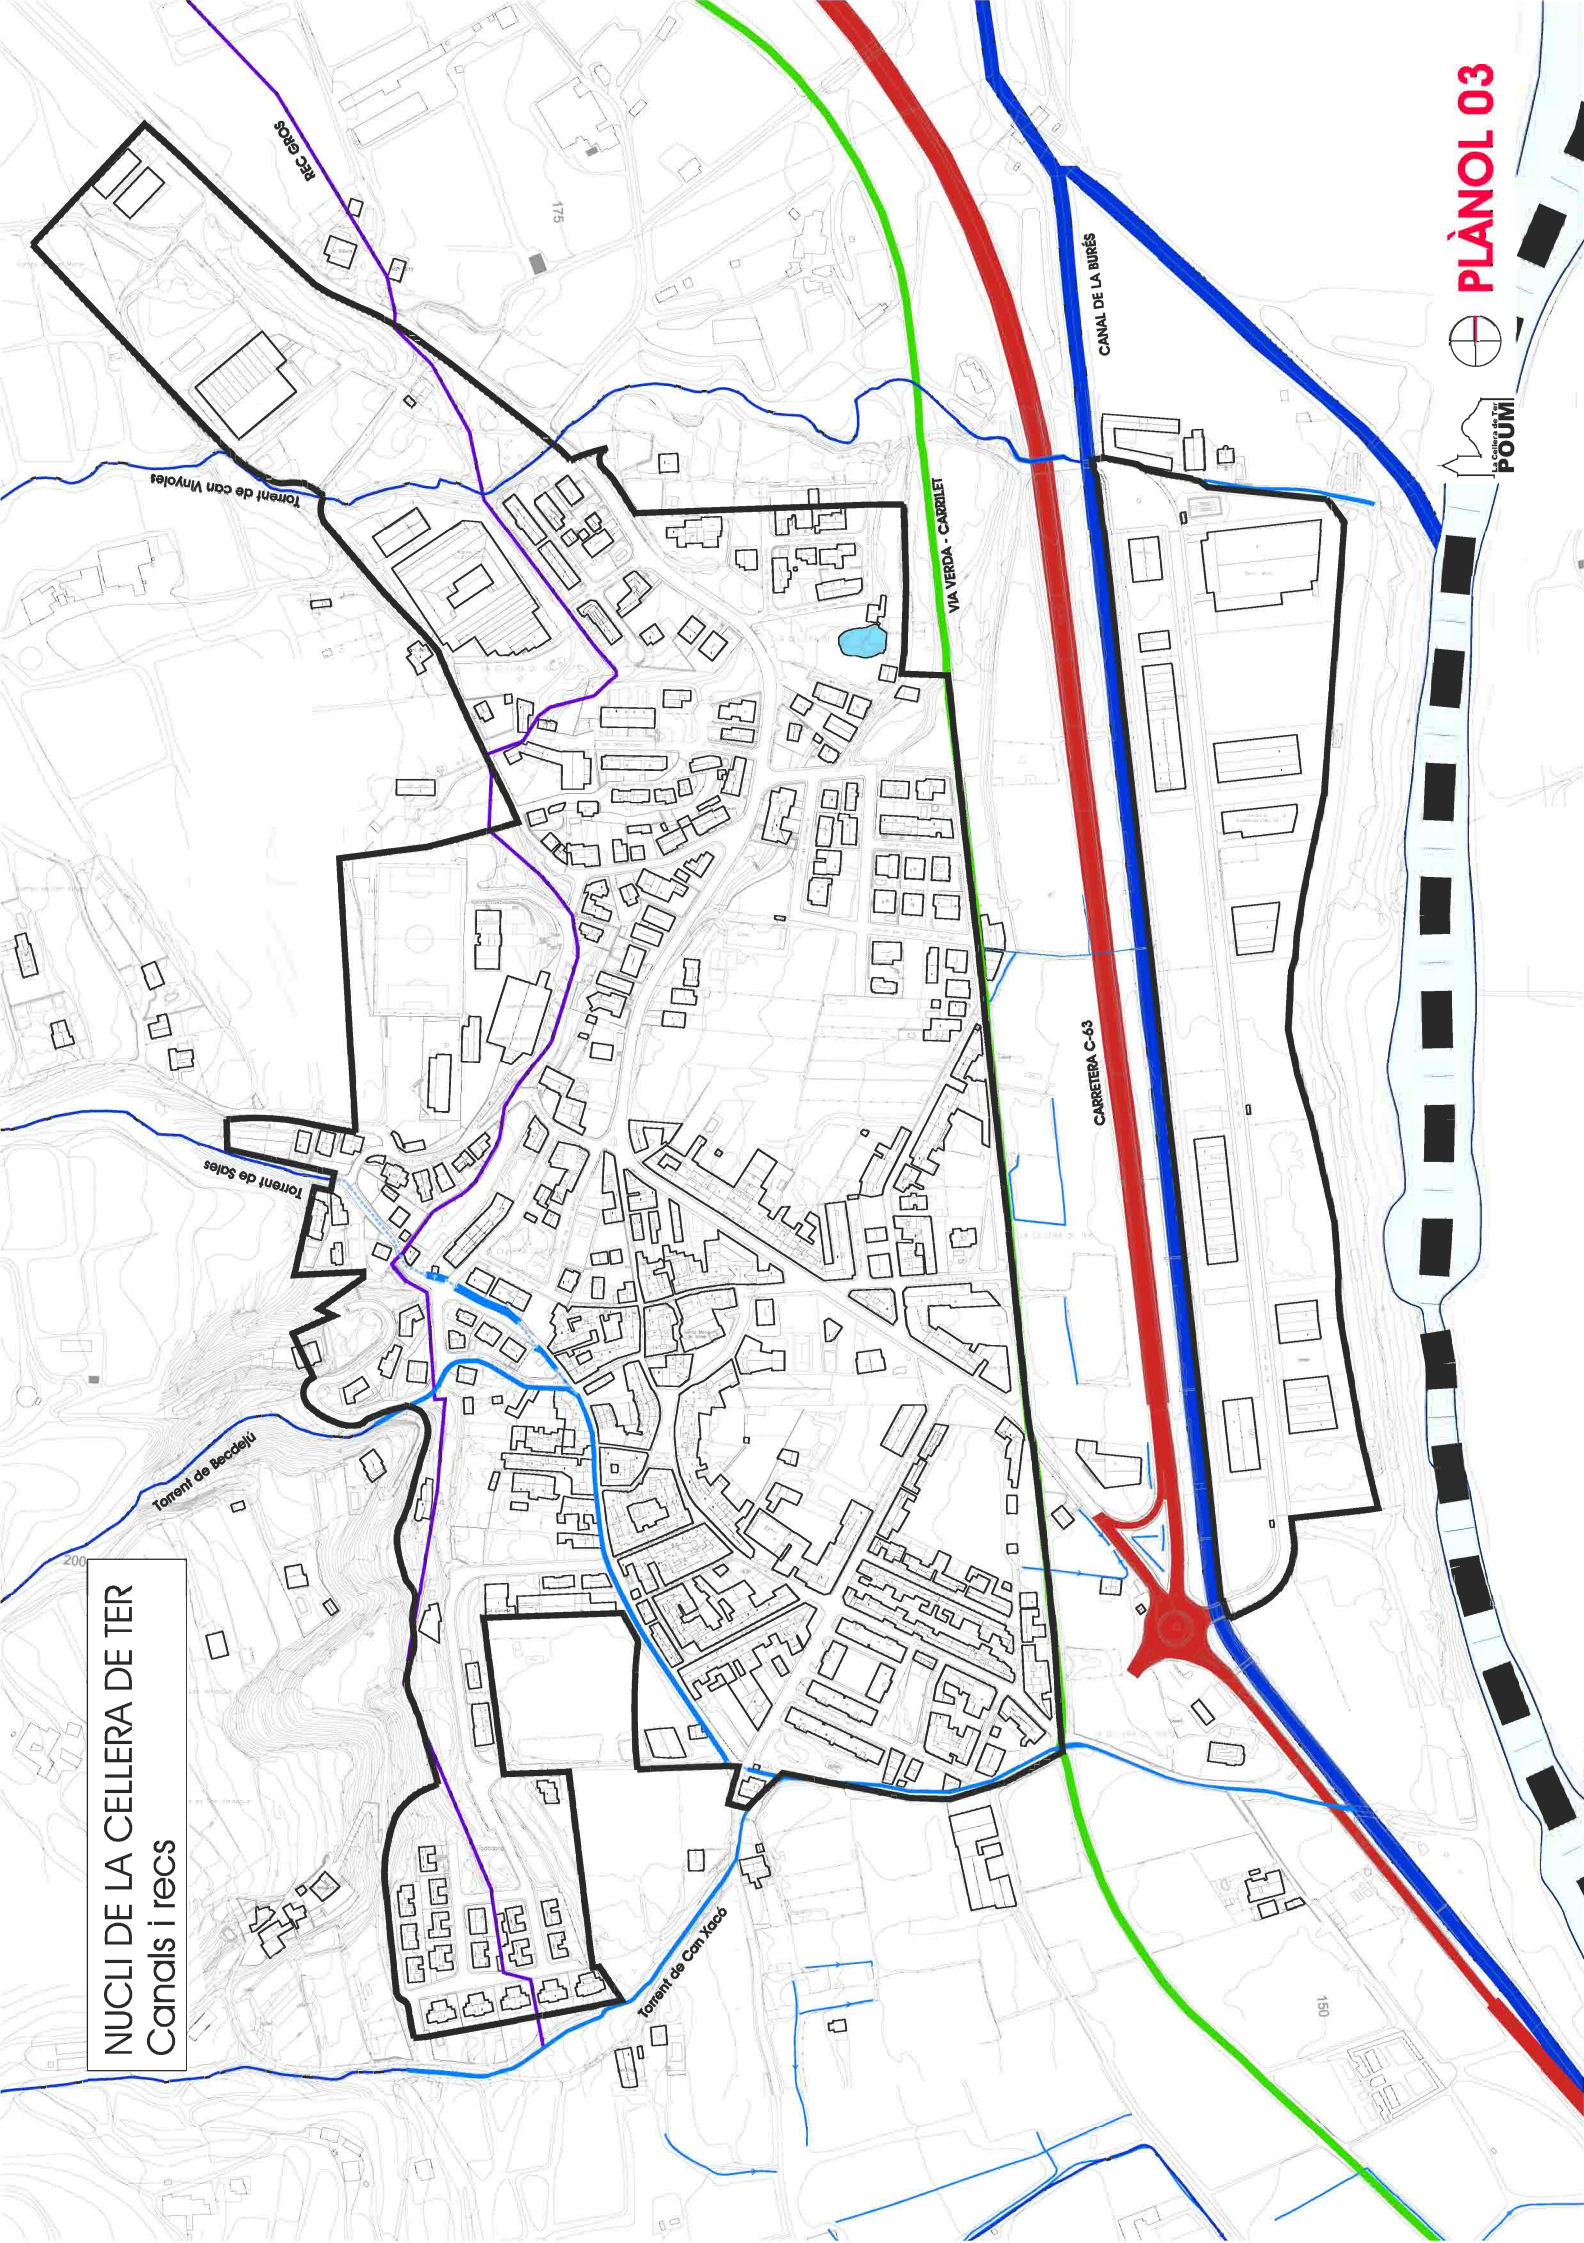 NUCLI DE LA CELLERA DE TER
Canals i recs
REC GROS
175
Torrent de can Vinyoles
CANAL DE LA BURÉS
VIA VERDA - CARRILET
Torrent de Sales
CARRETERA C-63
Torrent de Becdejú
200
Torrent de Can Xacó
150
La Cellera de Ter
POUM
PLÀNOL 03